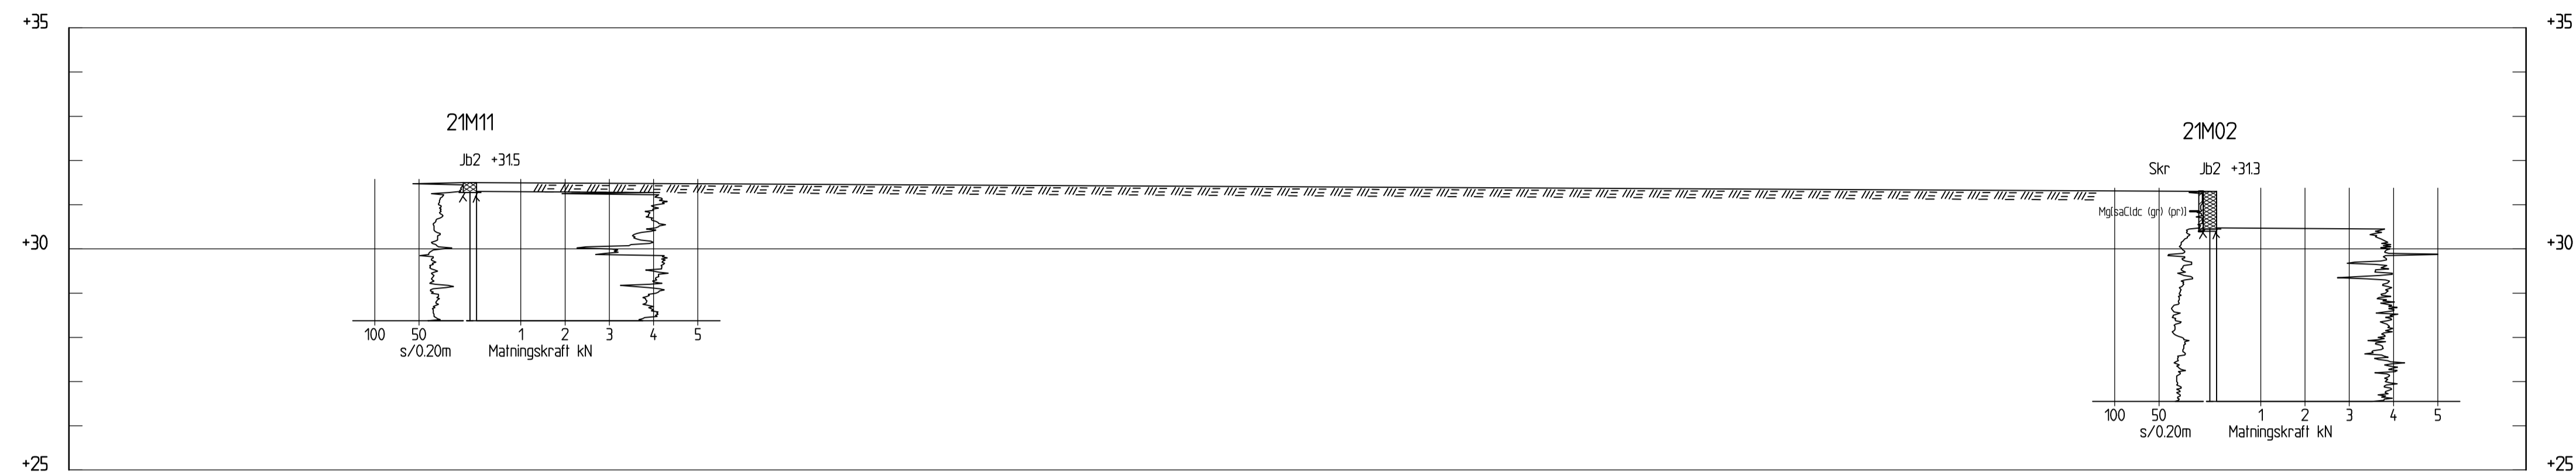 +35 +35
21M11 21M02
Jb2 +31.5 Skr Jb2 +31.3
Mg[saCldc (gr) (pr)]
+30 +30
100 50 1 2 3 4 5
s/0.20m Matningskraft kN
100 50 1 2 3 4 5
s/0.20m Matningskraft kN
+25 +25